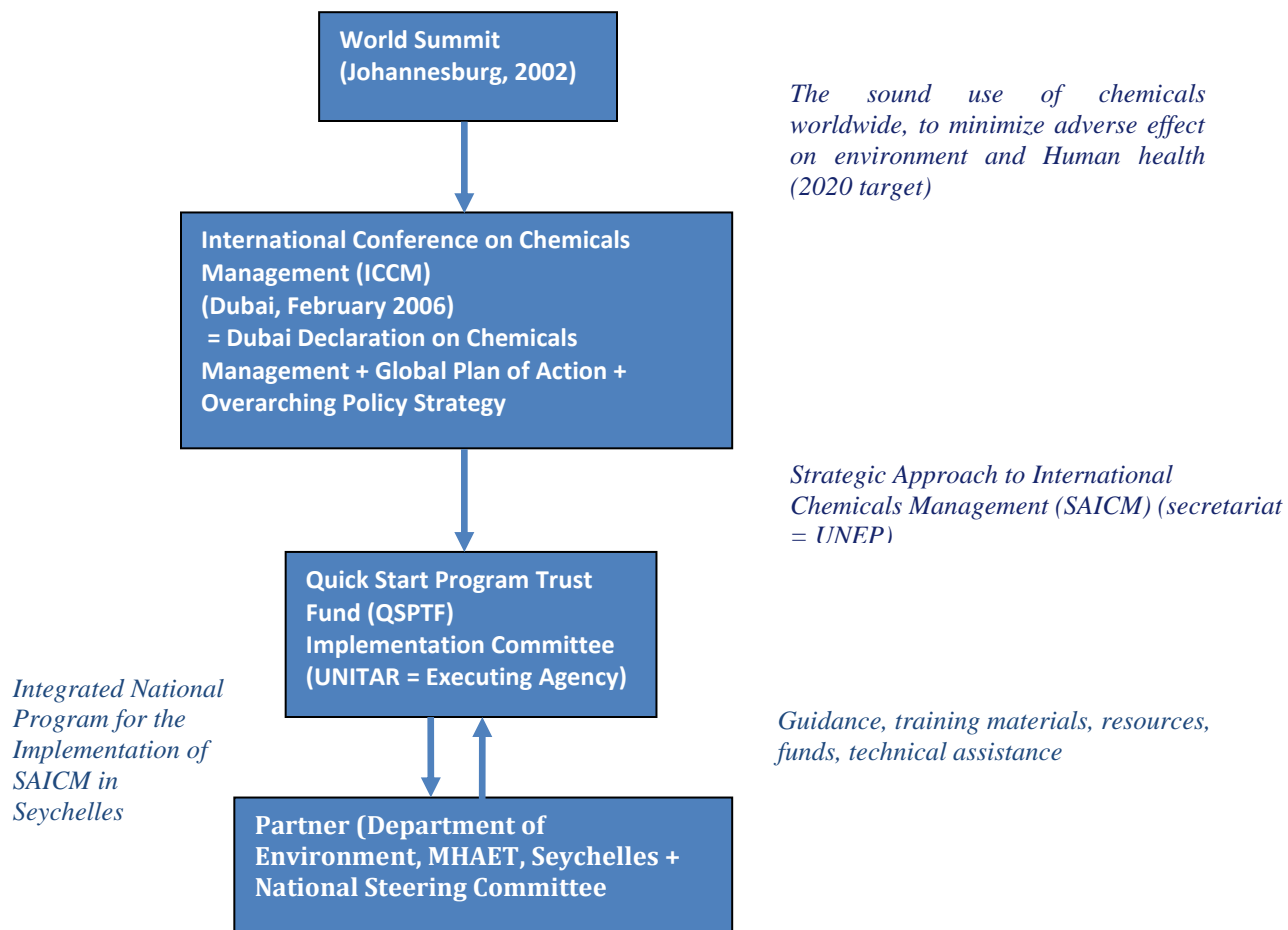 World Summit
(Johannesburg, 2002)
The sound use of chemicals
worldwide, to minimize adverse effect
on environment and Human health
(2020 target)
International Conference on Chemicals
Management (ICCM)
(Dubai, February 2006)
= Dubai Declaration on Chemicals
Management + Global Plan of Action +
Overarching Policy Strategy
Strategic Approach to International
Chemicals Management (SAICM) (secretariat
= UNEP)
Quick Start Program Trust
Fund (QSPTF)
Implementation Committee
(UNITAR = Executing Agency)
Integrated National
Program for the
Implementation of
SAICM in
Seychelles
Guidance, training materials, resources,
funds, technical assistance
Partner (Department of
Environment, MHAET, Seychelles +
National Steering Committee